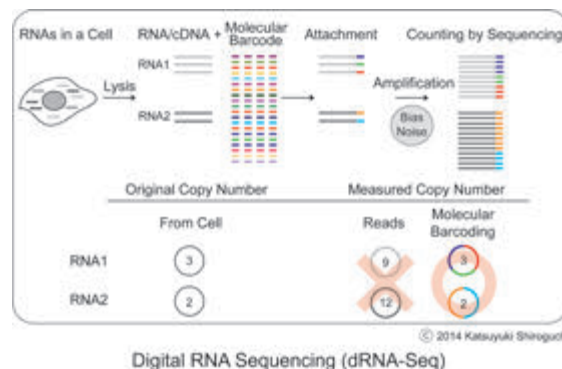 RNAs in a Cell
RNA/cDNA + Molecular Barcode
Attachment
Counting by Sequencing
RNA1
Lysis
RNA2
Amplification
Bias
Noise
Original Copy Number
Measured Copy Number
From Cell
Reads
Molecular Barcoding
RNA1
3
9
3
RNA2
2
12
2
© 2014 Katsuyuki Shiroguchi
Digital RNA Sequencing (dRNA-Seq)